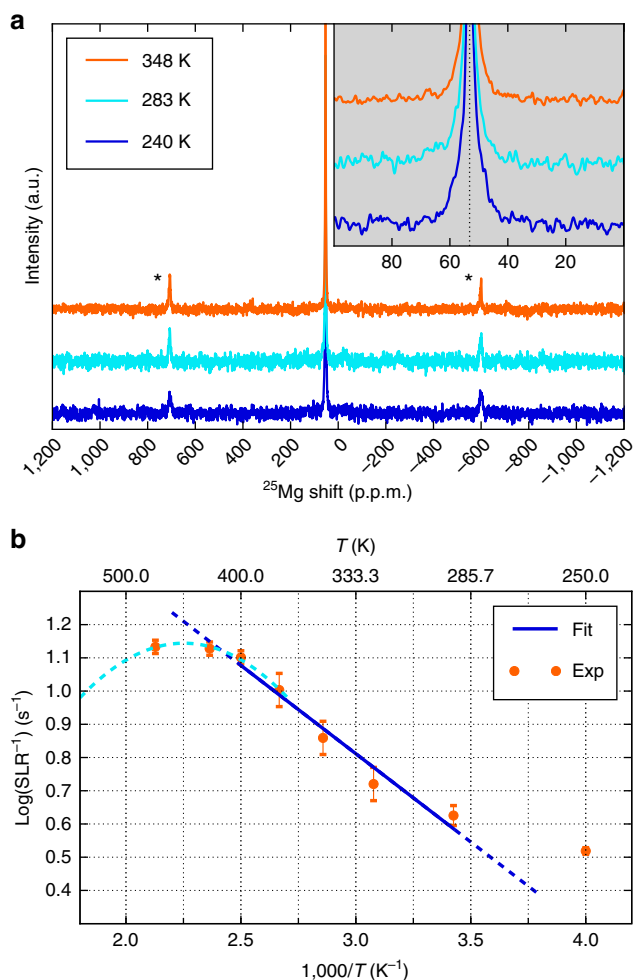 a
348 K
283 K
240 K
80 60 40 20 0
Intensity (a.u.)
* *
1,200 1,000 800 600 400 200 0 –200 –400 –600 –800 –1,000 –1,200
²⁵Mg shift (p.p.m.)
b
T (K)
500.0 400.0 333.3 285.7 250.0
Fit
Exp
1.2
1.1
1.0
0.9
0.8
0.7
0.6
0.5
0.4
Log(SLR⁻¹) (s⁻¹)
2.0 2.5 3.0 3.5 4.0
1,000/T (K⁻¹)